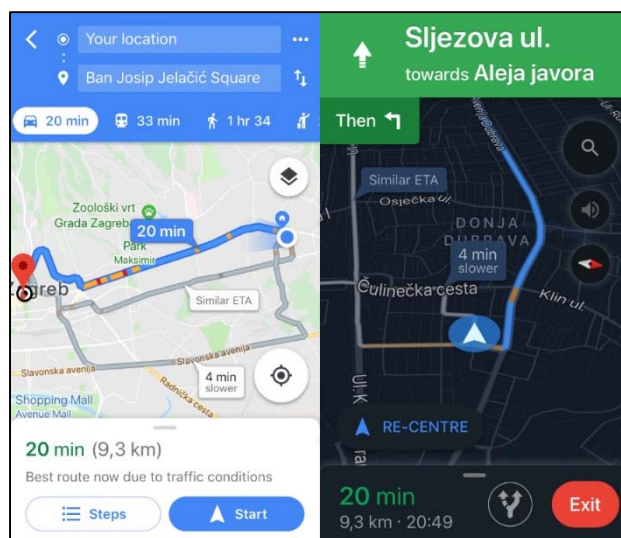 Your location
Ban Josip Jelačić Square
20 min
33 min
1 hr 34
Zoološki vrt
Grada Zagreba
20 min
Park
Maksimir
Zagreb
Similar ETA
Slavonska avenija
Slavonska avenija
4 min
slower
Radnička cesta
Shopping Mall
Avenue Mall
20 min (9,3 km)
Best route now due to traffic conditions
Steps
Start
Sljezova ul.
towards Aleja javora
Then
Similar ETA
Osječka ul.
DONJA
DUBRAVA
4 min
slower
Čulinečka cesta
Klin ul.
Ul. K
RE-CENTRE
20 min
9,3 km · 20:49
Exit